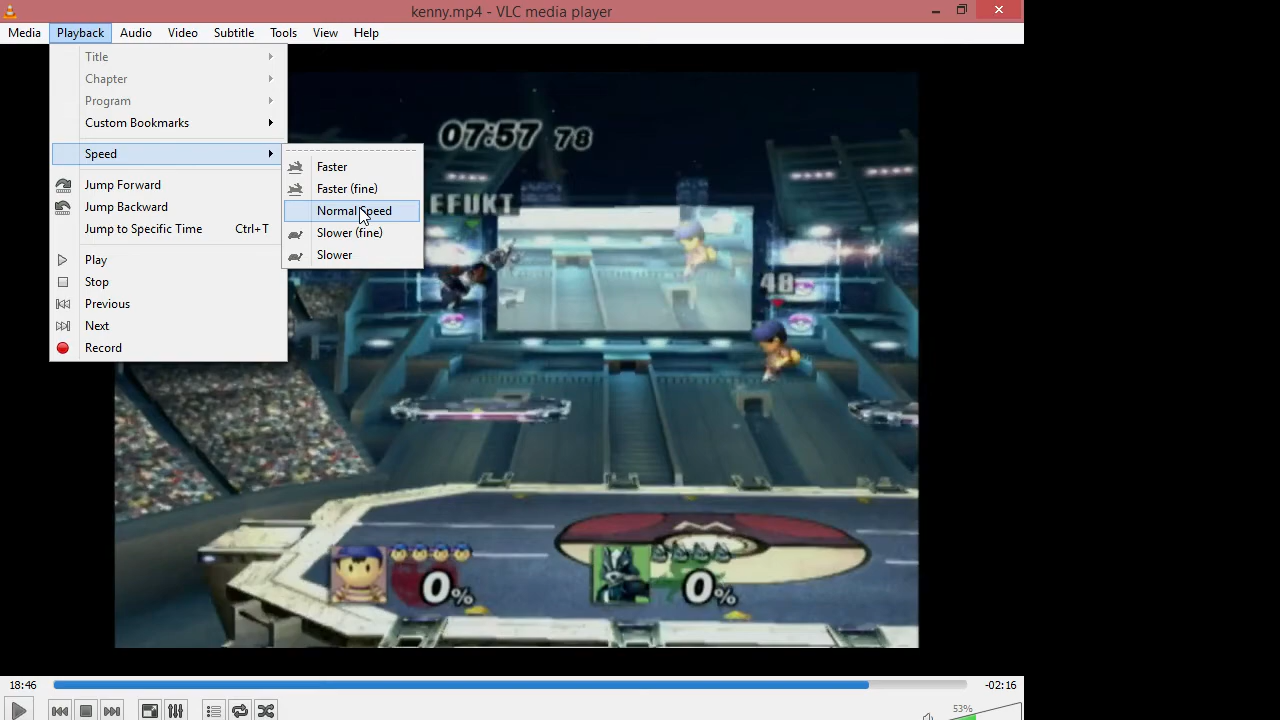 kenny.mp4 - VLC media player
Media Playback Audio Video Subtitle Tools View Help
Title
Chapter
Program
Custom Bookmarks
Speed
Jump Forward
Jump Backward
Jump to Specific Time Ctrl+T
Play
Stop
Previous
Next
Record
Faster
Faster (fine)
Normal Speed
Slower (fine)
Slower
07:57 78
EFUKT
48
0%
0%
18:46
-02:16
53%